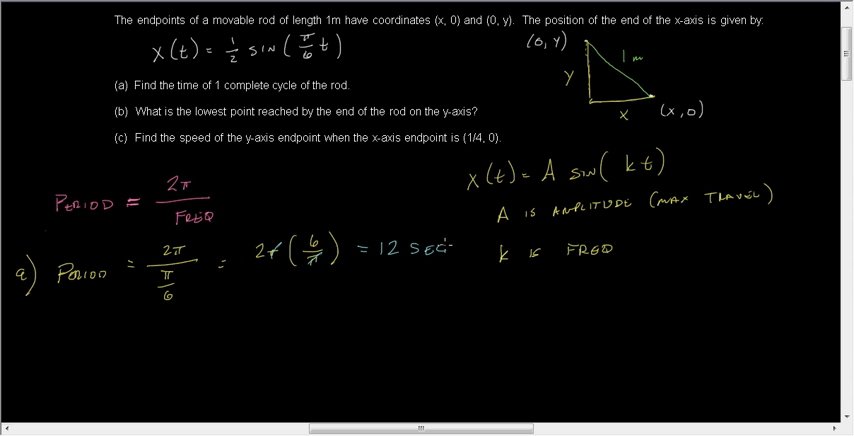 The endpoints of a movable rod of length 1m have coordinates (x, 0) and (0, y). The position of the end of the x-axis is given by:
x(t) = 1/2 SIN (π/6 t)
(0, Y)
1 m
Y
X
(X, 0)
(a) Find the time of 1 complete cycle of the rod.
(b) What is the lowest point reached by the end of the rod on the y-axis?
(c) Find the speed of the y-axis endpoint when the x-axis endpoint is (1/4, 0).
PERIOD = 2π / FREQ
X(t) = A SIN( kt)
A IS AMPLITUDE (MAX TRAVEL)
k IS FREQ
a) PERIOD = 2π / (π/6) = 2π (6/π) = 12 SEC